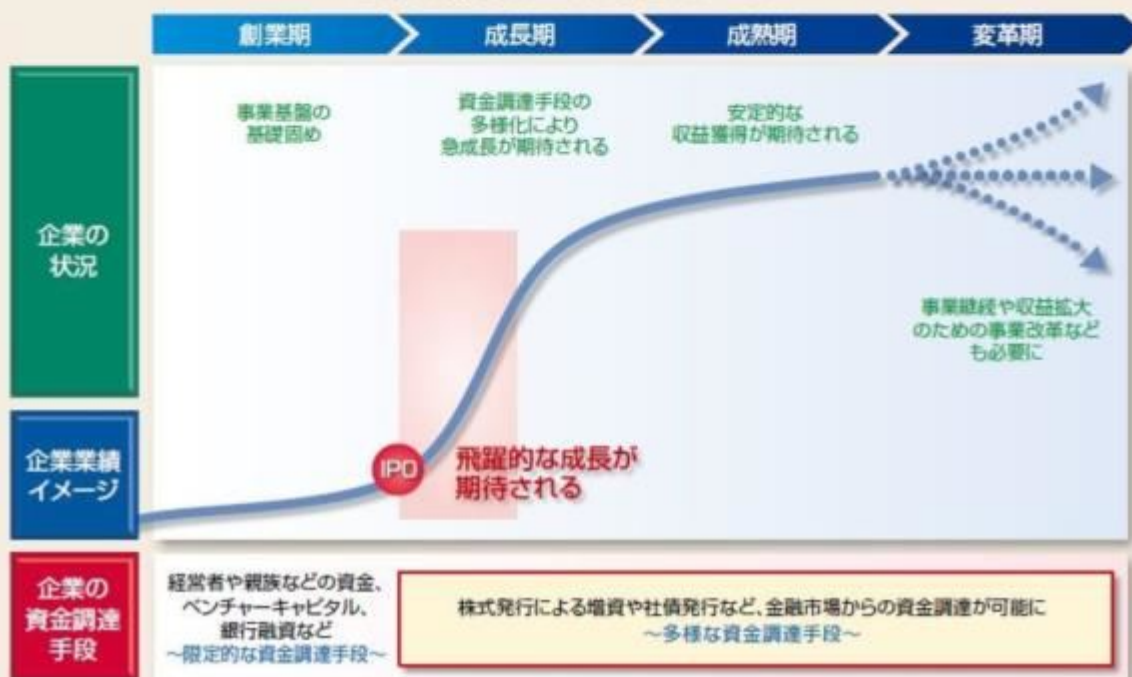 創業期
成長期
成熟期
変革期
企業の
状況
事業基盤の
基礎固め
資金調達手段の
多様化により
急成長が期待される
安定的な
収益獲得が期待される
事業継続や収益拡大
のための事業改革など
も必要に
企業業績
イメージ
IPO
飛躍的な成長が
期待される
企業の
資金調達
手段
経営者や親族などの資金、
ベンチャーキャピタル、
銀行融資など
～限定的な資金調達手段～
株式発行による増資や社債発行など、金融市場からの資金調達が可能に
～多様な資金調達手段～